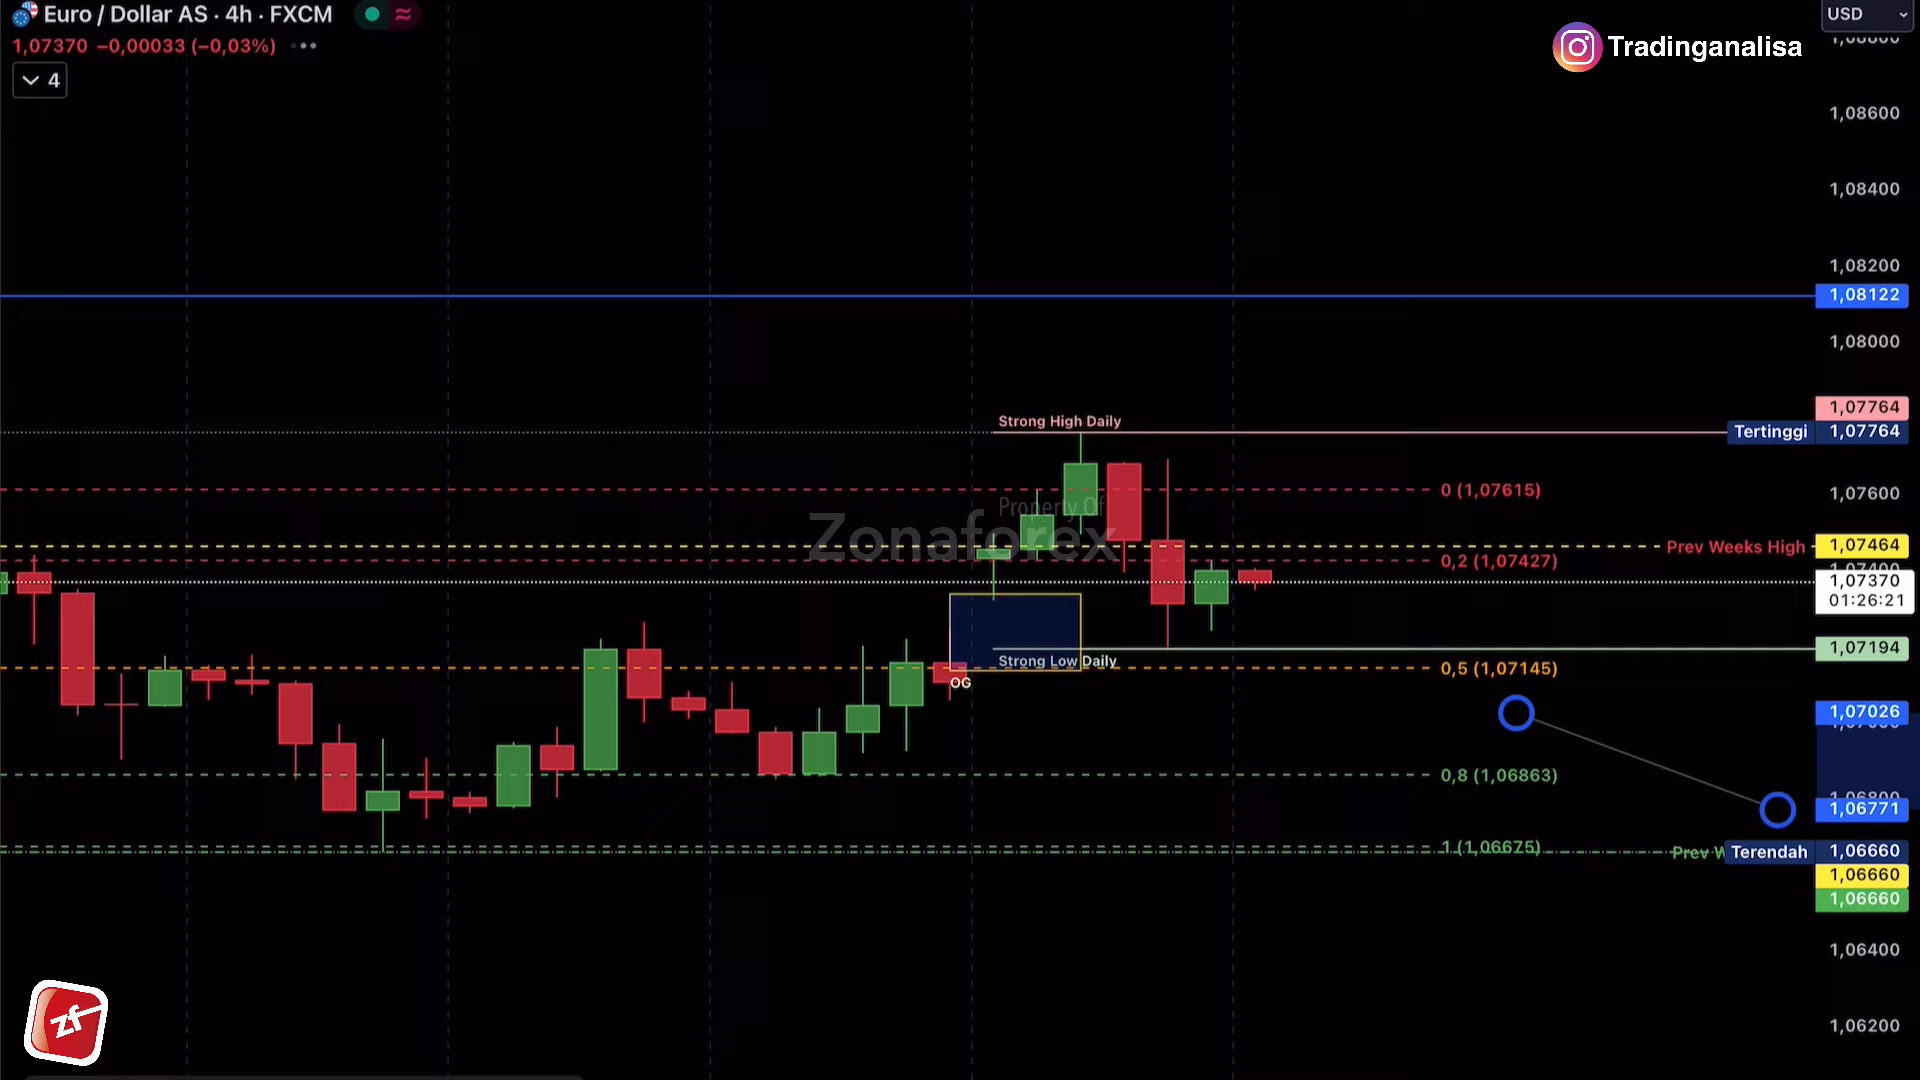 Euro / Dollar AS · 4h · FXCM
1,07370 −0,00033 (−0,03%)
4
USD
Tradinganalisa
1,08600
1,08400
1,08200
1,08122
1,08000
Strong High Daily
1,07764
Tertinggi 1,07764
0 (1,07615)
1,07600
Property Of
Zonaforex
Prev Weeks High 1,07464
0,2 (1,07427)
1,07370
01:26:21
1,07194
Strong Low Daily
0,5 (1,07145)
OG
1,07026
0,8 (1,06863)
1,06771
1 (1,06675)
Prev W
Terendah 1,06660
1,06660
1,06660
1,06400
zf
1,06200